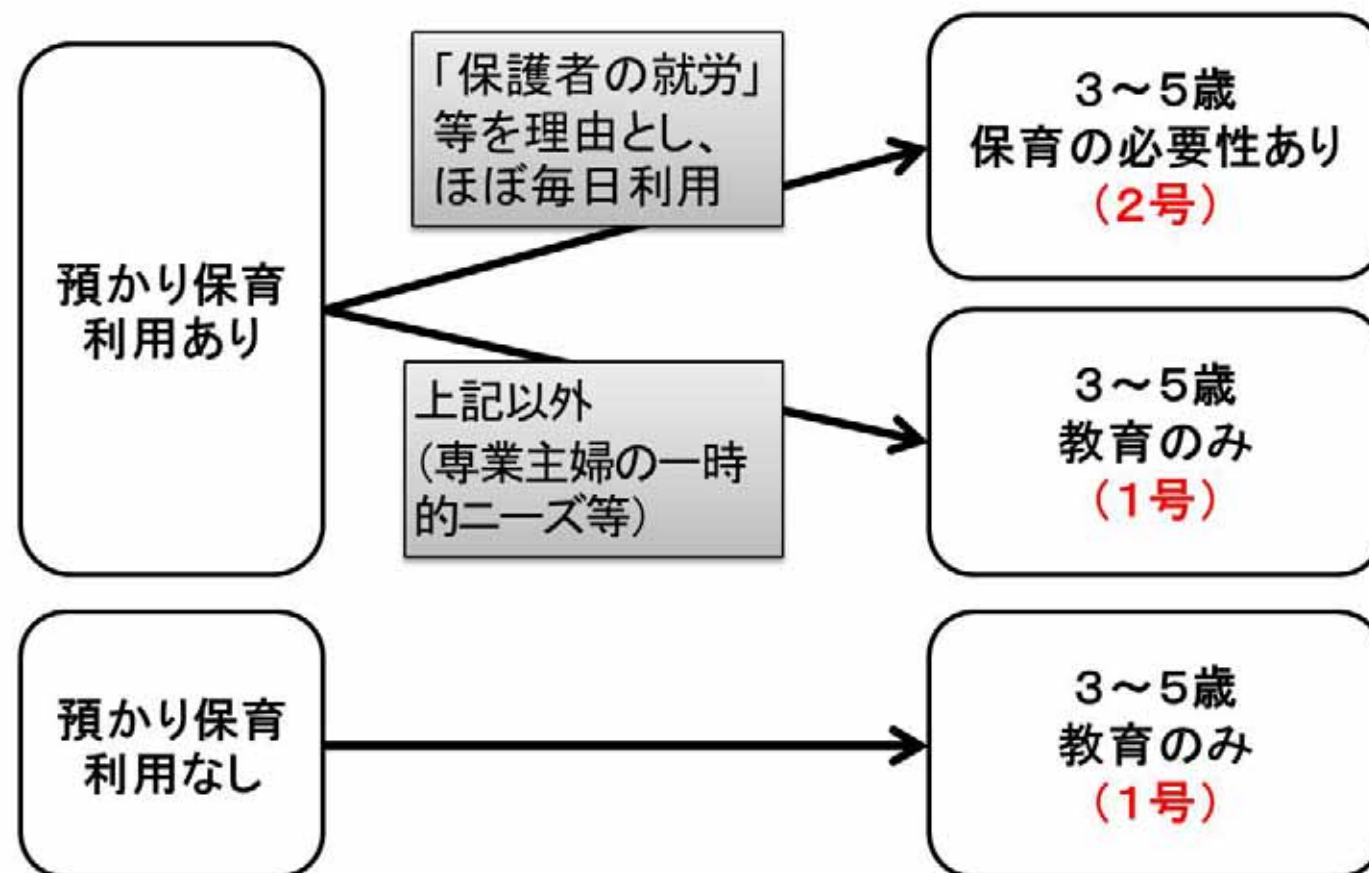 預かり保育
利用あり
「保護者の就労」
等を理由とし、
ほぼ毎日利用
3~5歳
保育の必要性あり
(2号)
上記以外
(専業主婦の一時
的ニーズ等)
3~5歳
教育のみ
(1号)
預かり保育
利用なし
3~5歳
教育のみ
(1号)